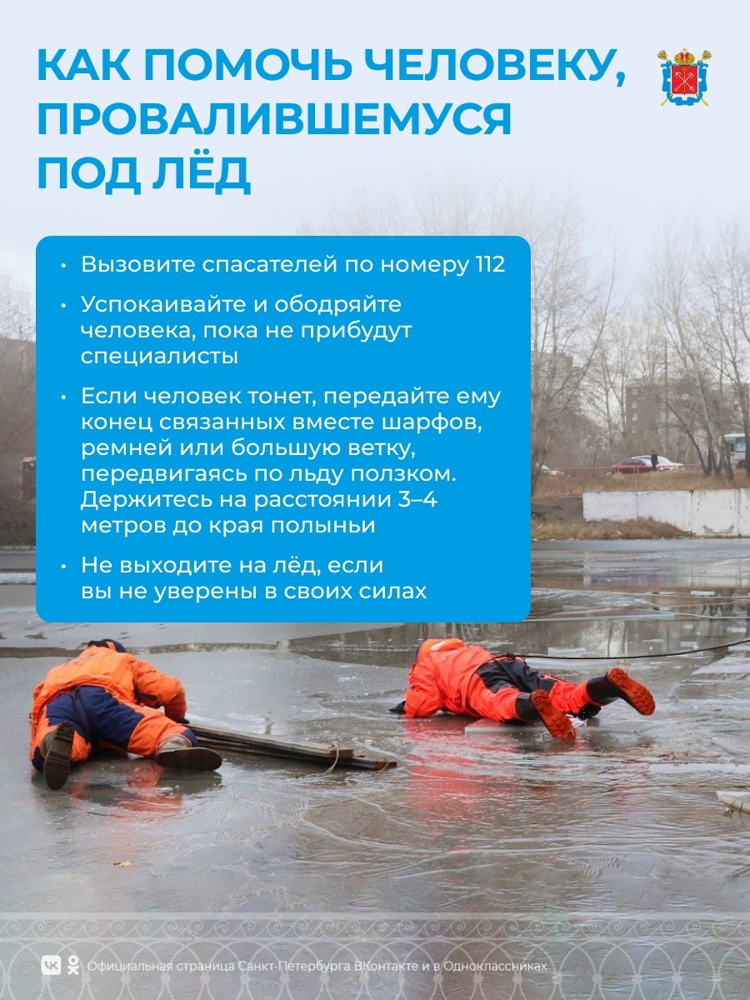 КАК ПОМОЧЬ ЧЕЛОВЕКУ,
ПРОВАЛИВШЕМУСЯ
ПОД ЛЁД
• Вызовите спасателей по номеру 112
• Успокаивайте и ободряйте
человека, пока не прибудут
специалисты
• Если человек тонет, передайте ему
конец связанных вместе шарфов,
ремней или большую ветку,
передвигаясь по льду ползком.
Держитесь на расстоянии 3–4
метров до края полыньи
• Не выходите на лёд, если
вы не уверены в своих силах
Официальная страница Санкт-Петербурга ВКонтакте и в Одноклассниках